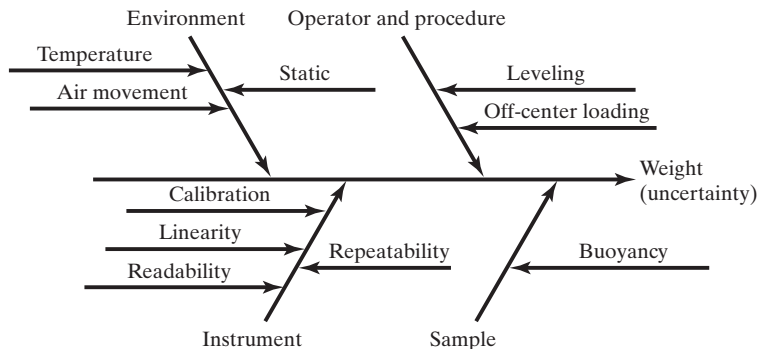 Environment
Operator and procedure
Temperature
Static
Leveling
Air movement
Off-center loading
Weight
(uncertainty)
Calibration
Linearity
Repeatability
Buoyancy
Readability
Instrument
Sample